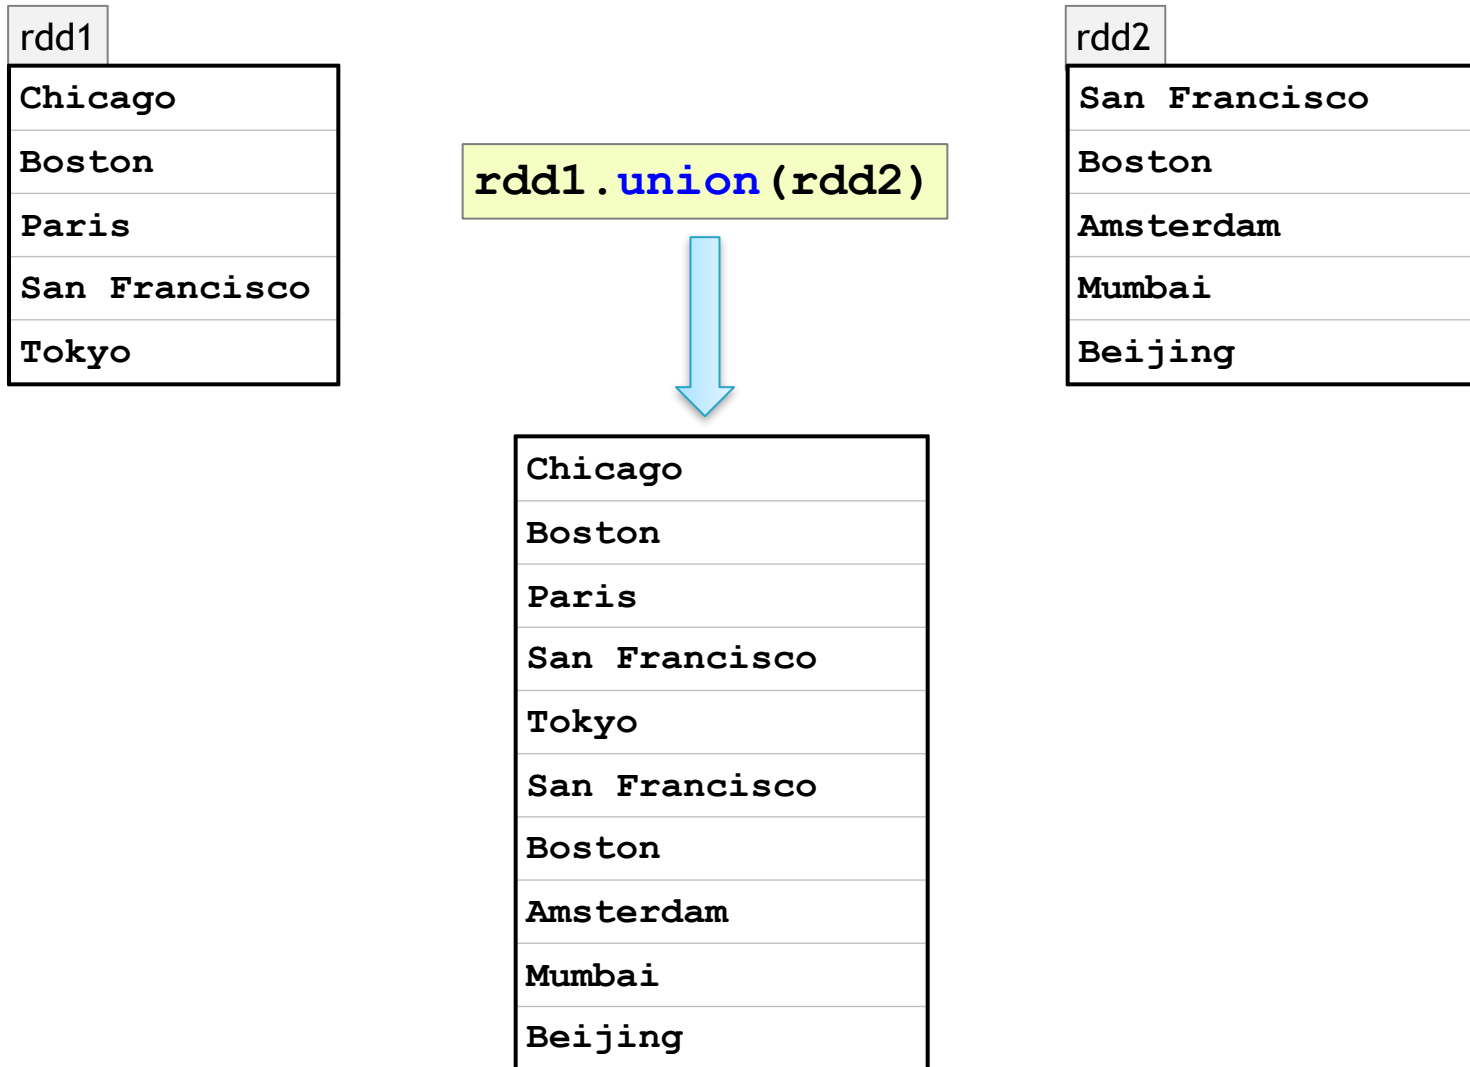 rdd1
Chicago
Boston
Paris
San Francisco
Tokyo
rdd1.union(rdd2)
rdd2
San Francisco
Boston
Amsterdam
Mumbai
Beijing
Chicago
Boston
Paris
San Francisco
Tokyo
San Francisco
Boston
Amsterdam
Mumbai
Beijing